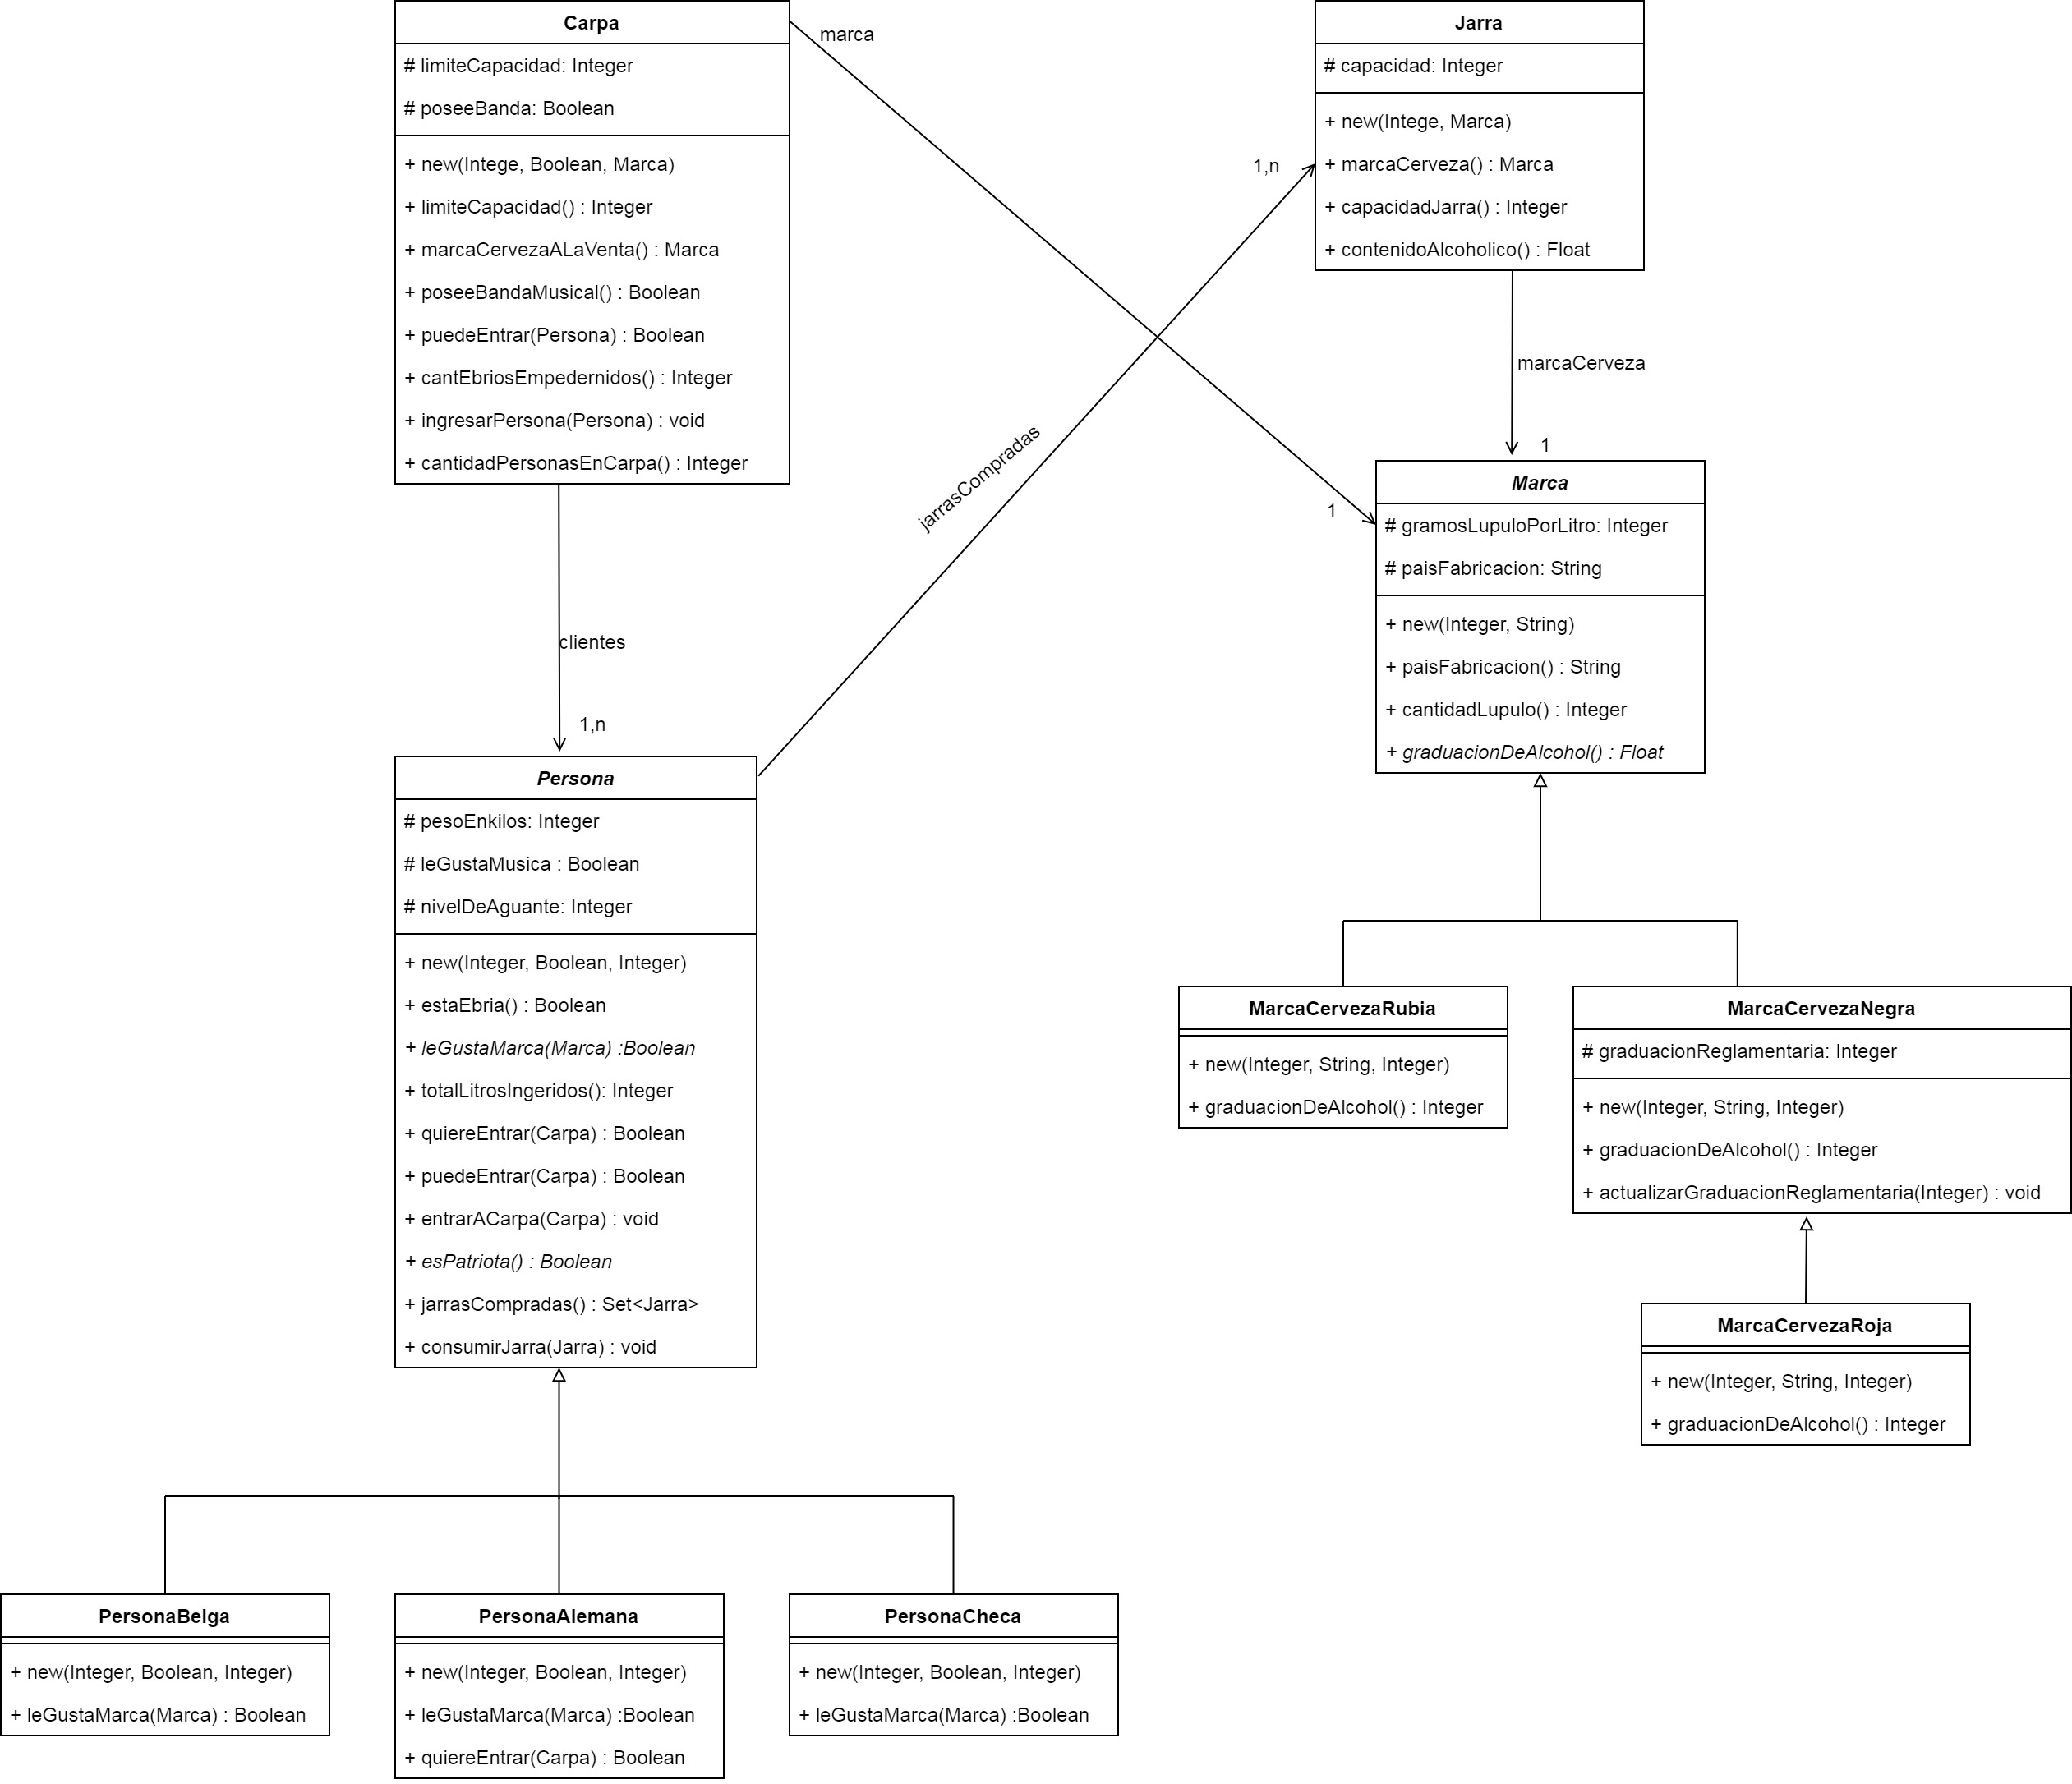 Carpa
# limiteCapacidad: Integer
# poseeBanda: Boolean
+ new(Intege, Boolean, Marca)
+ limiteCapacidad() : Integer
+ marcaCervezaALaVenta() : Marca
+ poseeBandaMusical() : Boolean
+ puedeEntrar(Persona) : Boolean
+ cantEbriosEmpedernidos() : Integer
+ ingresarPersona(Persona) : void
+ cantidadPersonasEnCarpa() : Integer
marca
Jarra
# capacidad: Integer
+ new(Intege, Marca)
+ marcaCerveza() : Marca
+ capacidadJarra() : Integer
+ contenidoAlcoholico() : Float
1,n
marcaCerveza
1
jarrasCompradas
1
Marca
# gramosLupuloPorLitro: Integer
# paisFabricacion: String
+ new(Integer, String)
+ paisFabricacion() : String
+ cantidadLupulo() : Integer
+ graduacionDeAlcohol() : Float
clientes
1,n
Persona
# pesoEnkilos: Integer
# leGustaMusica : Boolean
# nivelDeAguante: Integer
+ new(Integer, Boolean, Integer)
+ estaEbria() : Boolean
+ leGustaMarca(Marca) :Boolean
+ totalLitrosIngeridos(): Integer
+ quiereEntrar(Carpa) : Boolean
+ puedeEntrar(Carpa) : Boolean
+ entrarACarpa(Carpa) : void
+ esPatriota() : Boolean
+ jarrasCompradas() : Set<Jarra>
+ consumirJarra(Jarra) : void
MarcaCervezaRubia
+ new(Integer, String, Integer)
+ graduacionDeAlcohol() : Integer
MarcaCervezaNegra
# graduacionReglamentaria: Integer
+ new(Integer, String, Integer)
+ graduacionDeAlcohol() : Integer
+ actualizarGraduacionReglamentaria(Integer) : void
MarcaCervezaRoja
+ new(Integer, String, Integer)
+ graduacionDeAlcohol() : Integer
PersonaBelga
+ new(Integer, Boolean, Integer)
+ leGustaMarca(Marca) : Boolean
PersonaAlemana
+ new(Integer, Boolean, Integer)
+ leGustaMarca(Marca) :Boolean
+ quiereEntrar(Carpa) : Boolean
PersonaCheca
+ new(Integer, Boolean, Integer)
+ leGustaMarca(Marca) :Boolean